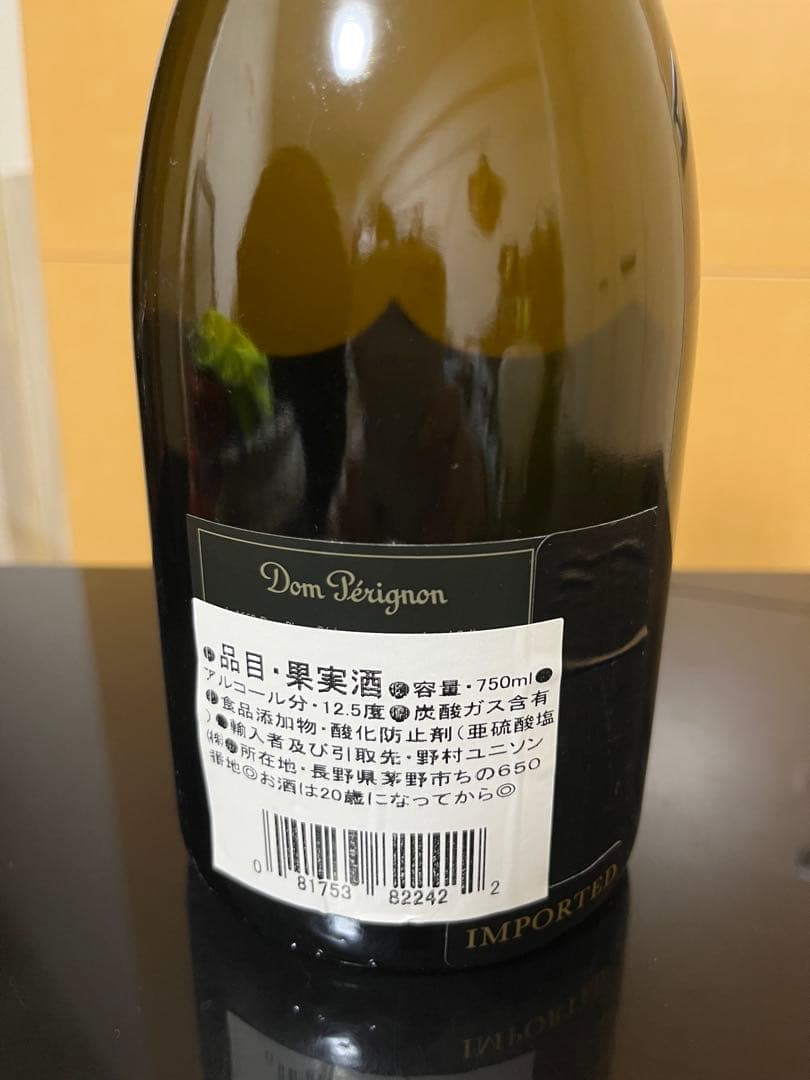 Dom Pérignon
●品目・果実酒●容量・750ml●
アルコール分・12.5度●炭酸ガス含有
●食品添加物・酸化防止剤(亜硫酸塩
)●輸入者及び引取先・野村ユニソン
㈱●所在地・長野県茅野市ちの650
番地◎お酒は20歳になってから◎
0 81753 82242 2
IMPORTED